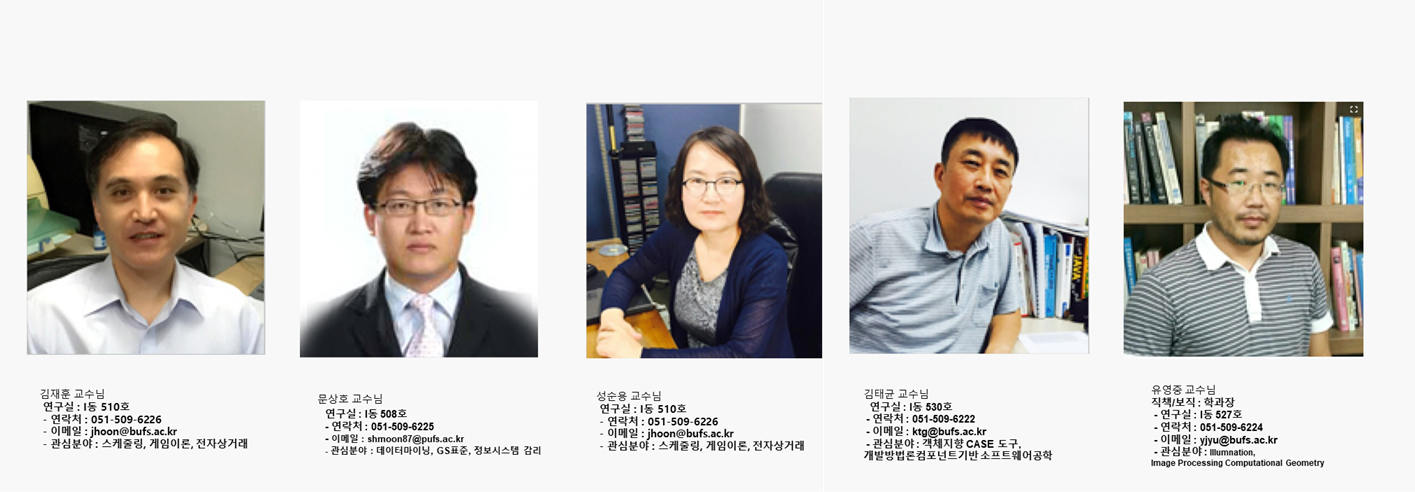 김재훈 교수님
연구실 : I동 510호
- 연락처 : 051-509-6226
- 이메일 : jhoon@bufs.ac.kr
- 관심분야 : 스케줄링, 게임이론, 전자상거래
문상호 교수님
연구실 : I동 508호
- 연락처 : 051-509-6225
- 이메일 : shmoon87@pufs.ac.kr
- 관심분야 : 데이터마이닝, GS표준, 정보시스템 감리
성순용 교수님
연구실 : I동 510호
- 연락처 : 051-509-6226
- 이메일 : jhoon@bufs.ac.kr
- 관심분야 : 스케줄링, 게임이론, 전자상거래
김태균 교수님
연구실 : I동 530호
- 연락처 : 051-509-6222
- 이메일 : ktg@bufs.ac.kr
- 관심분야 : 객체지향 CASE 도구,
개발방법론컴포넌트기반 소프트웨어공학
유영중 교수님
직책/보직 : 학과장
- 연구실 : I동 527호
- 연락처 : 051-509-6224
- 이메일 : yjyu@bufs.ac.kr
- 관심분야 : Illumnation,
Image Processing Computational Geometry
JAVA